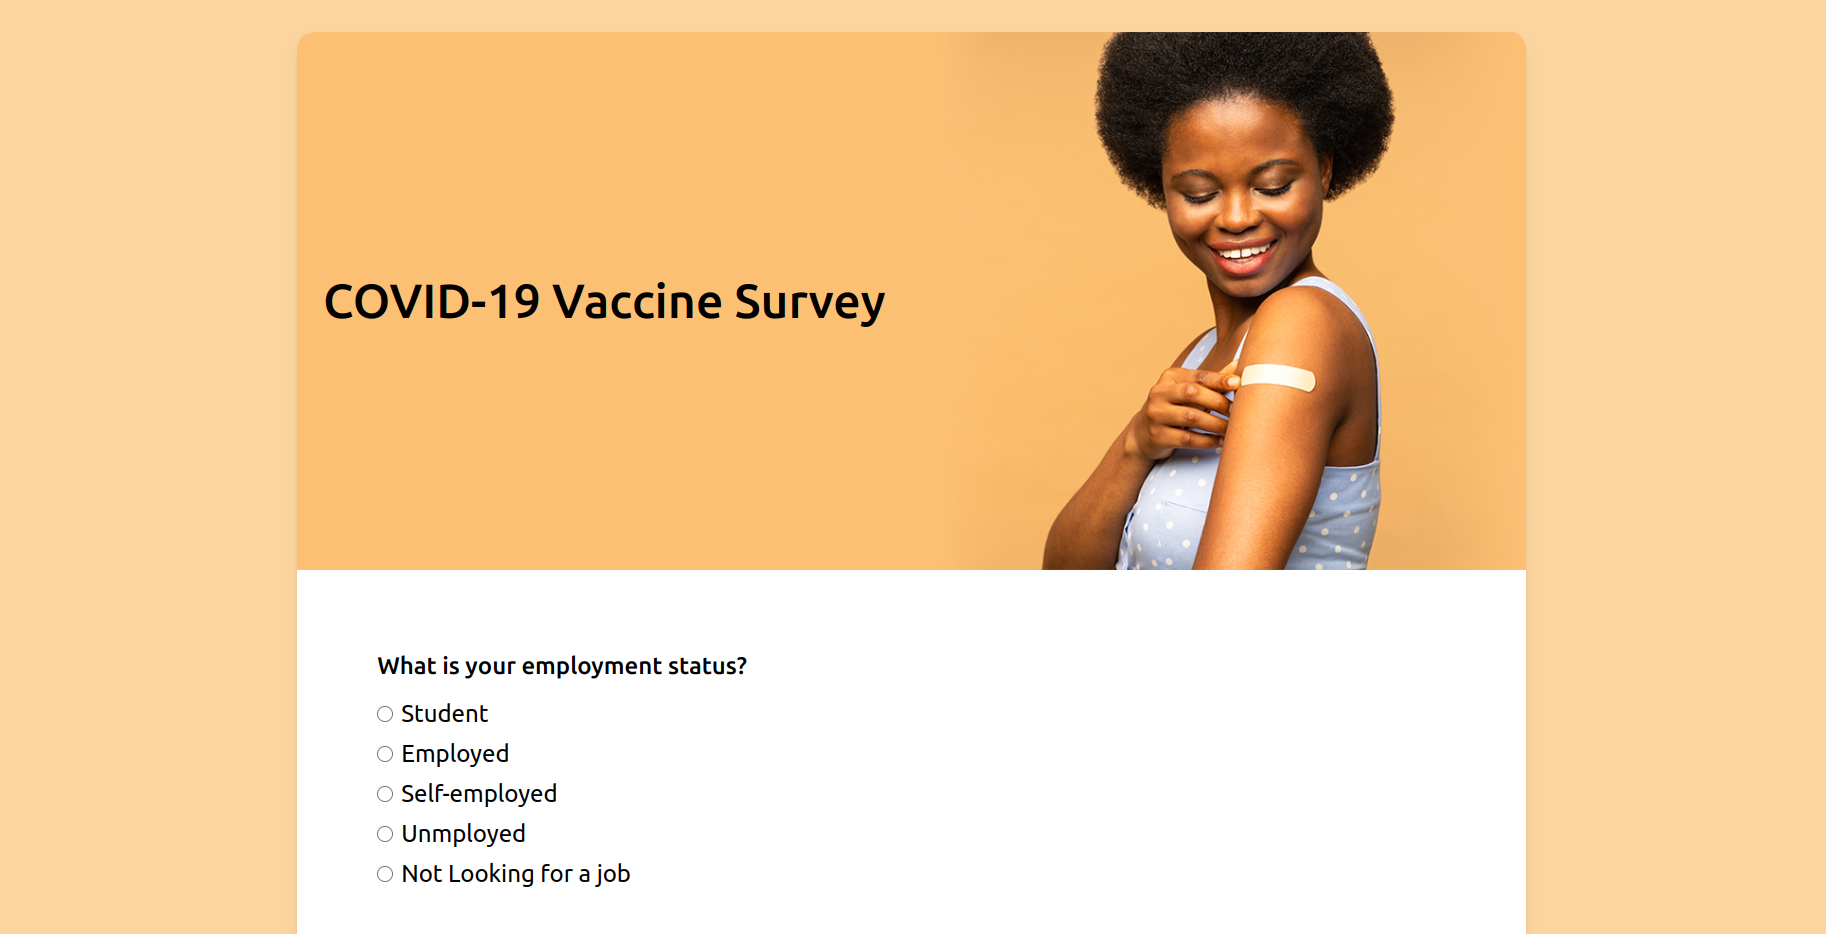 COVID-19 Vaccine Survey
What is your employment status?
Student
Employed
Self-employed
Unmployed
Not Looking for a job